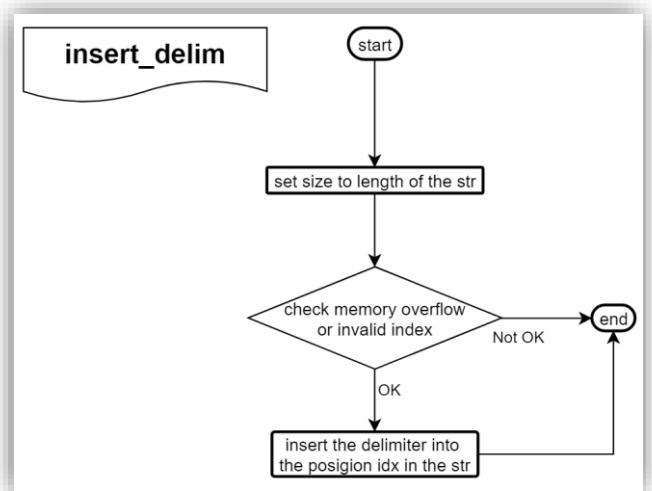 insert_delim
start
set size to length of the str
check memory overflow
or invalid index
end
Not OK
OK
insert the delimiter into
the posigion idx in the str